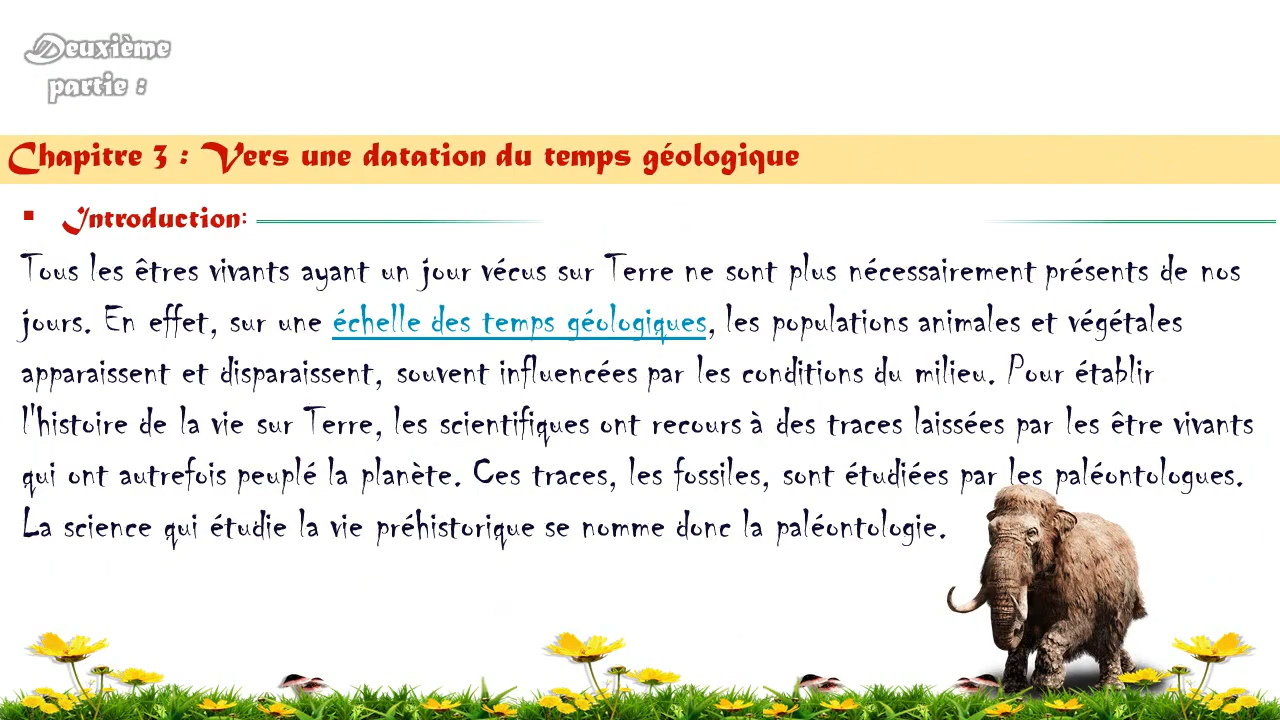 Deuxième
partie :
Chapitre 3 : Vers une datation du temps géologique
▪ Introduction:
Tous les êtres vivants ayant un jour vécus sur Terre ne sont plus nécessairement présents de nos
jours. En effet, sur une échelle des temps géologiques, les populations animales et végétales
apparaissent et disparaissent, souvent influencées par les conditions du milieu. Pour établir
l'histoire de la vie sur Terre, les scientifiques ont recours à des traces laissées par les être vivants
qui ont autrefois peuplé la planète. Ces traces, les fossiles, sont étudiées par les paléontologues.
La science qui étudie la vie préhistorique se nomme donc la paléontologie.